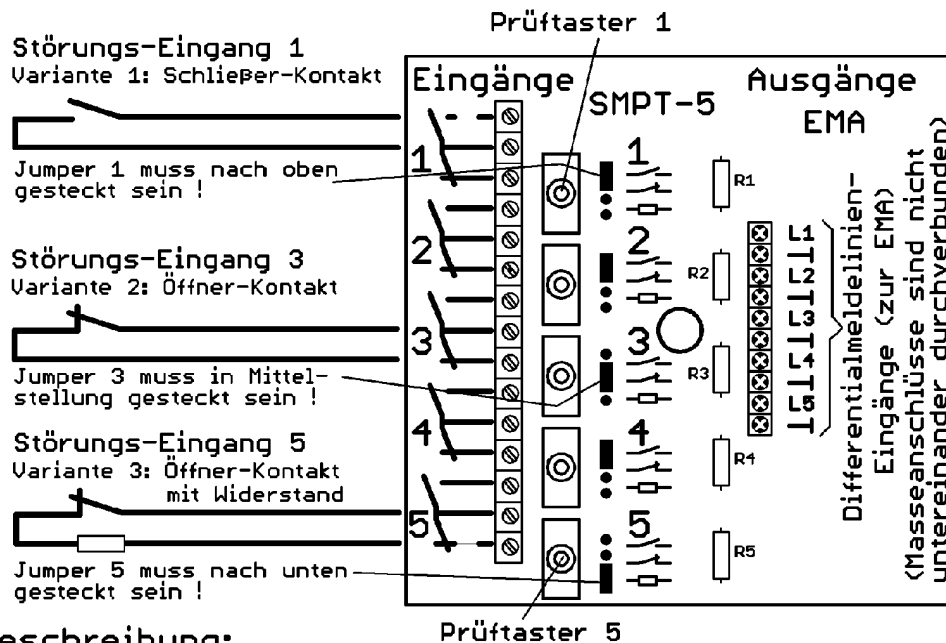 Prüftaster 1
Störungs-Eingang 1
Variante 1: Schließer-Kontakt
Jumper 1 muss nach oben
gesteckt sein !
Störungs-Eingang 3
Variante 2: Öffner-Kontakt
Jumper 3 muss in Mittel-
stellung gesteckt sein !
Störungs-Eingang 5
Variante 3: Öffner-Kontakt
mit Widerstand
Jumper 5 muss nach unten
gesteckt sein !
Eingänge
1
2
3
4
5
SMPT-5
1
2
3
4
5
R1
R2
R3
R4
R5
Ausgänge
EMA
L1
L2
L3
L4
L5
Differentialmeldelinien-
Eingänge (zur EMA)
(Masseanschlüsse sind nicht
untereinander durchverbunden)
Prüftaster 5
eschreibung: